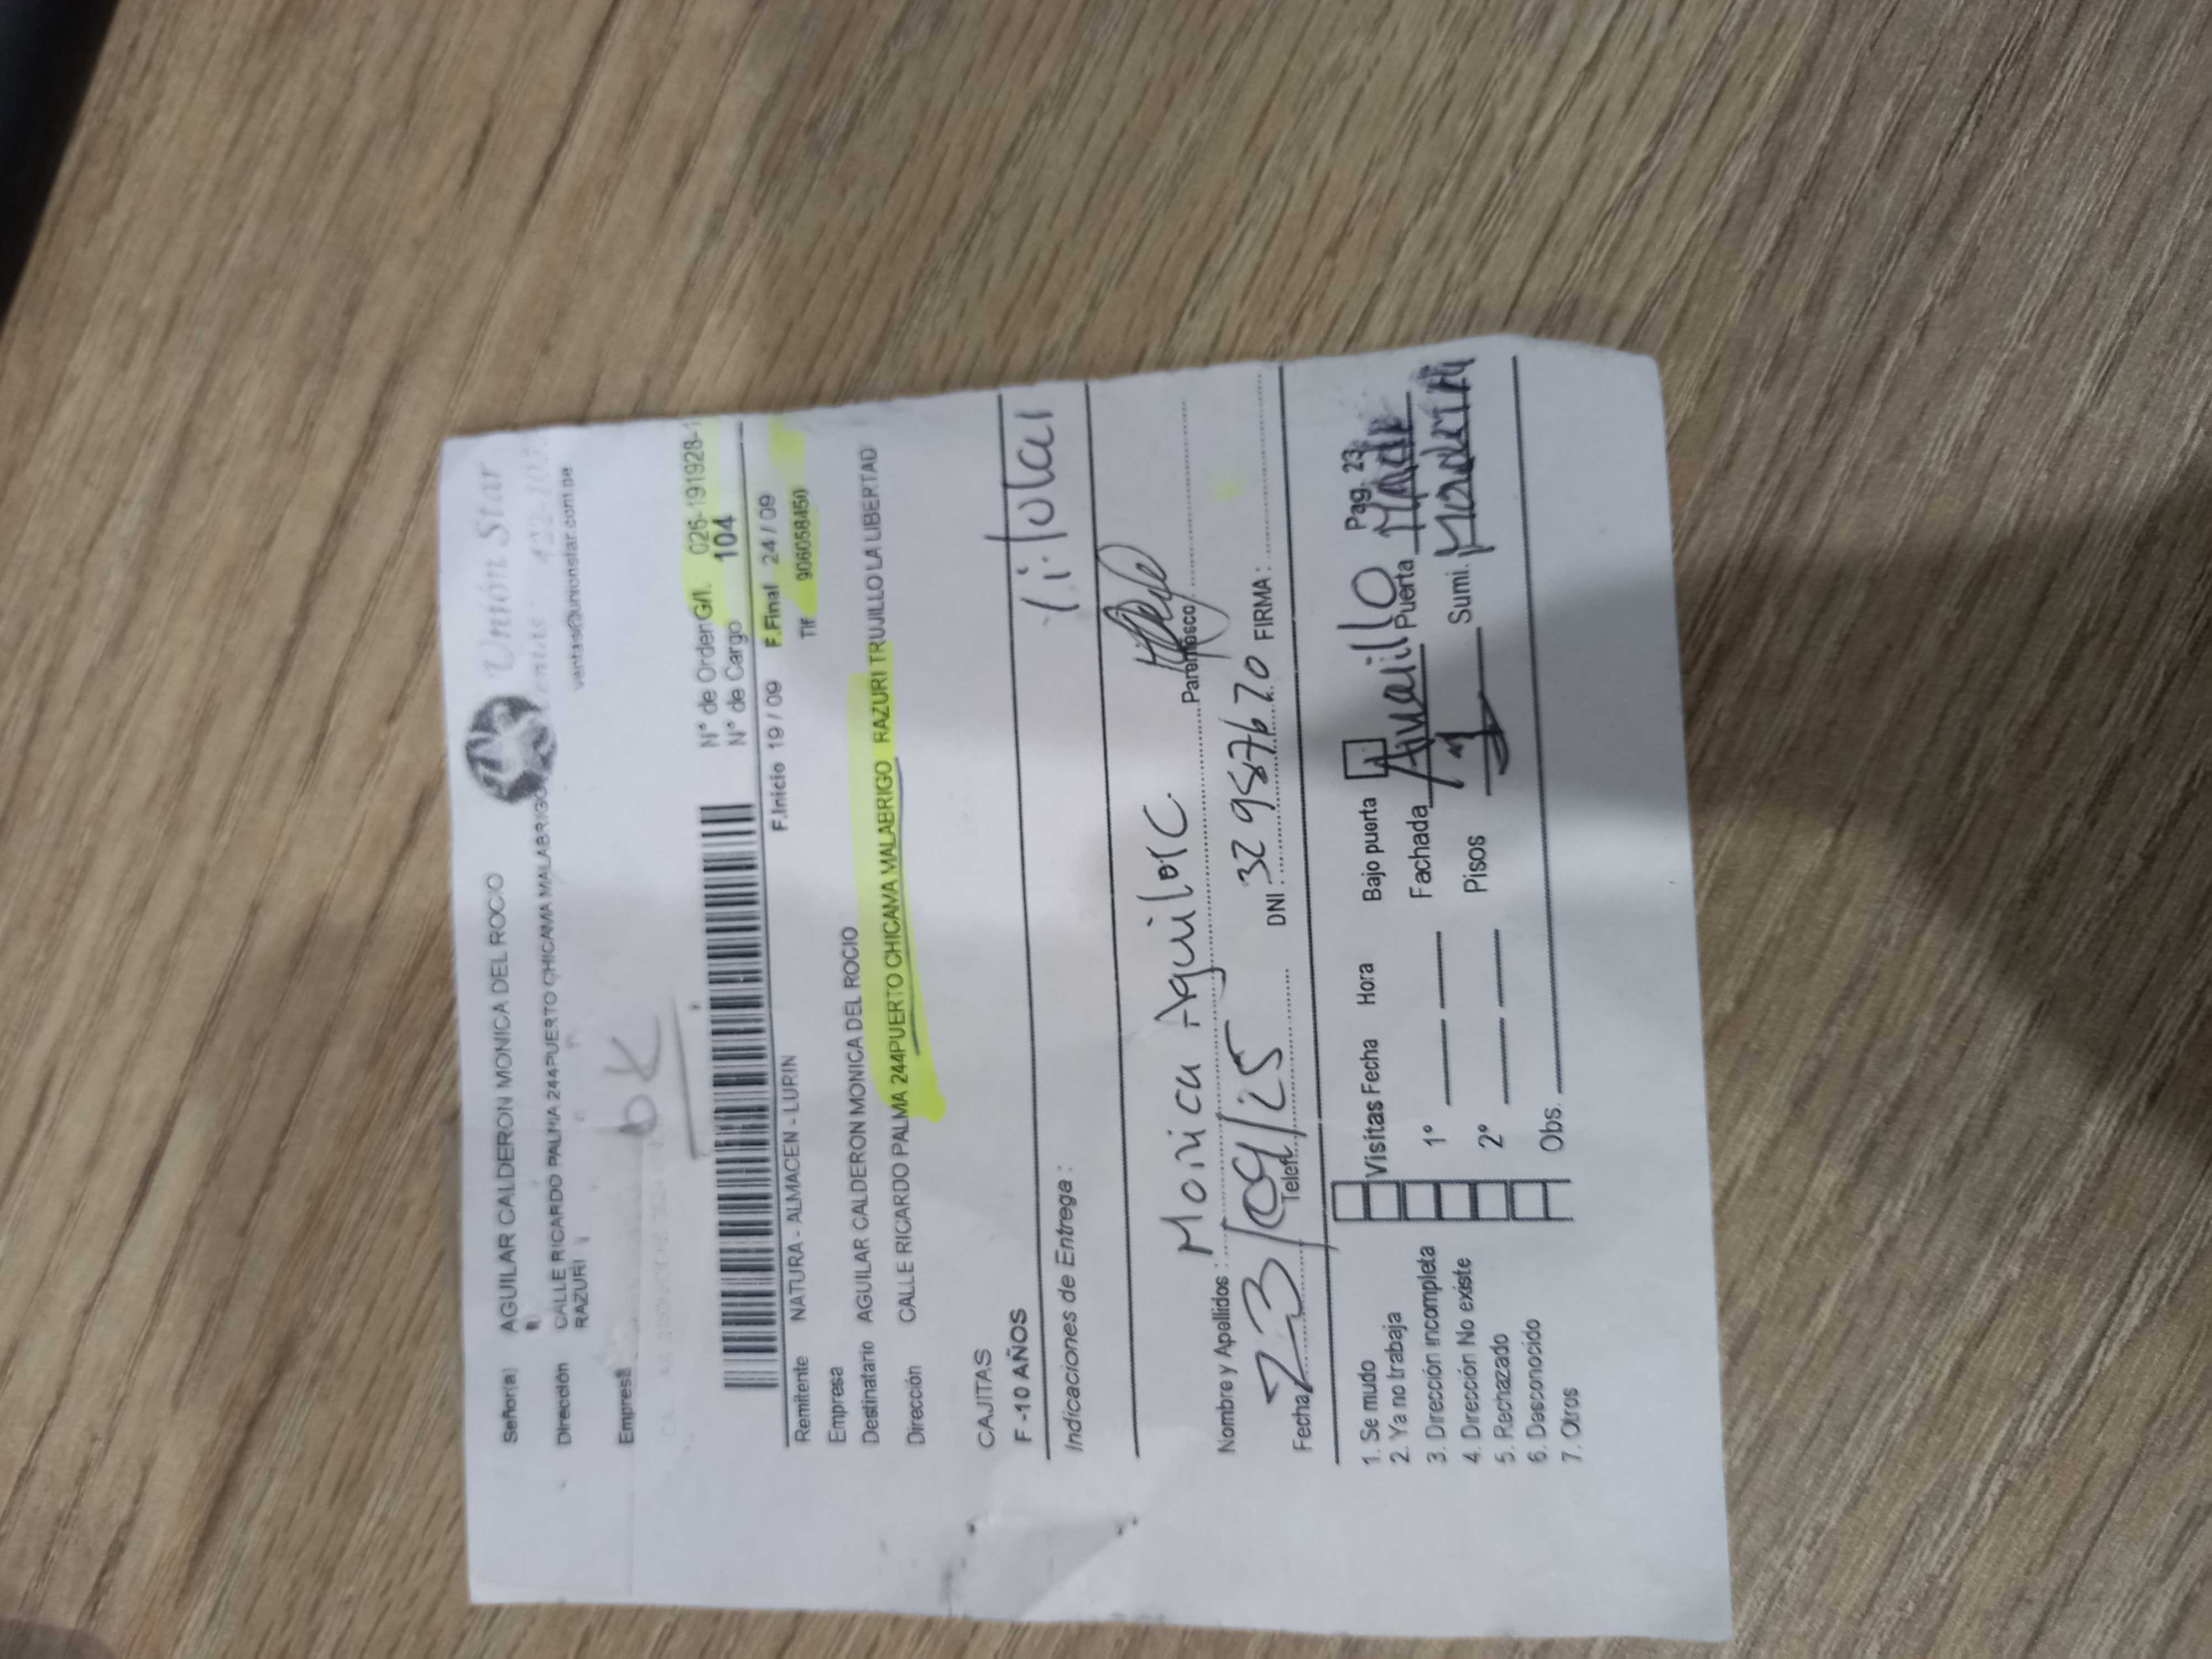 Unión Star
ventas@unionstar.com.pe
Señor(a) AGUILAR CALDERON MONICA DEL ROCO
Dirección CALLE RICARDO PALMA 244PUERTO CHICAMA MALABRIGO
RAZURI
Empresa
OK
N° de Orden G/I. 026-191928-1
N° de Cargo 104
F.Inicio 19 / 09 F.Final 24 / 09
Remitente NATURA - ALMACEN - LURIN
Tlf 906058450
Empresa
Destinatario AGUILAR CALDERON MONICA DEL ROCIO
Dirección CALLE RICARDO PALMA 244PUERTO CHICAMA MALABRIGO RAZURI TRUJILLO LA LIBERTAD
CAJITAS
F -10 AÑOS
Titular
Indicaciones de Entrega :
Nombre y Apellidos : Monica Aguilar C. Parentesco
Fecha 23/09/25 Telef. DNI 32987670 FIRMA :
1. Se mudo
2. Ya no trabaja
3. Dirección incompleta
4. Dirección No existe
5. Rechazado
6. Desconocido
7. Otros
Visitas Fecha Hora
1°
2°
Obs.
Bajo puerta Pag. 23
Fachada Amarillo Puerta
Pisos 1 Sumi.